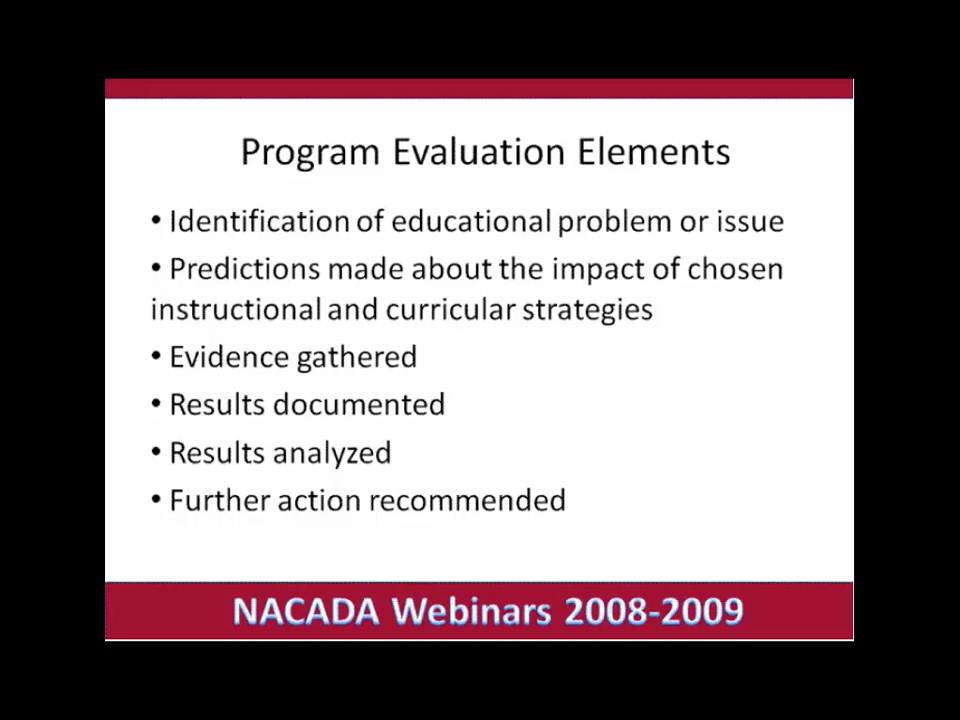 Program Evaluation Elements
• Identification of educational problem or issue
• Predictions made about the impact of chosen
instructional and curricular strategies
• Evidence gathered
• Results documented
• Results analyzed
• Further action recommended
NACADA Webinars 2008-2009